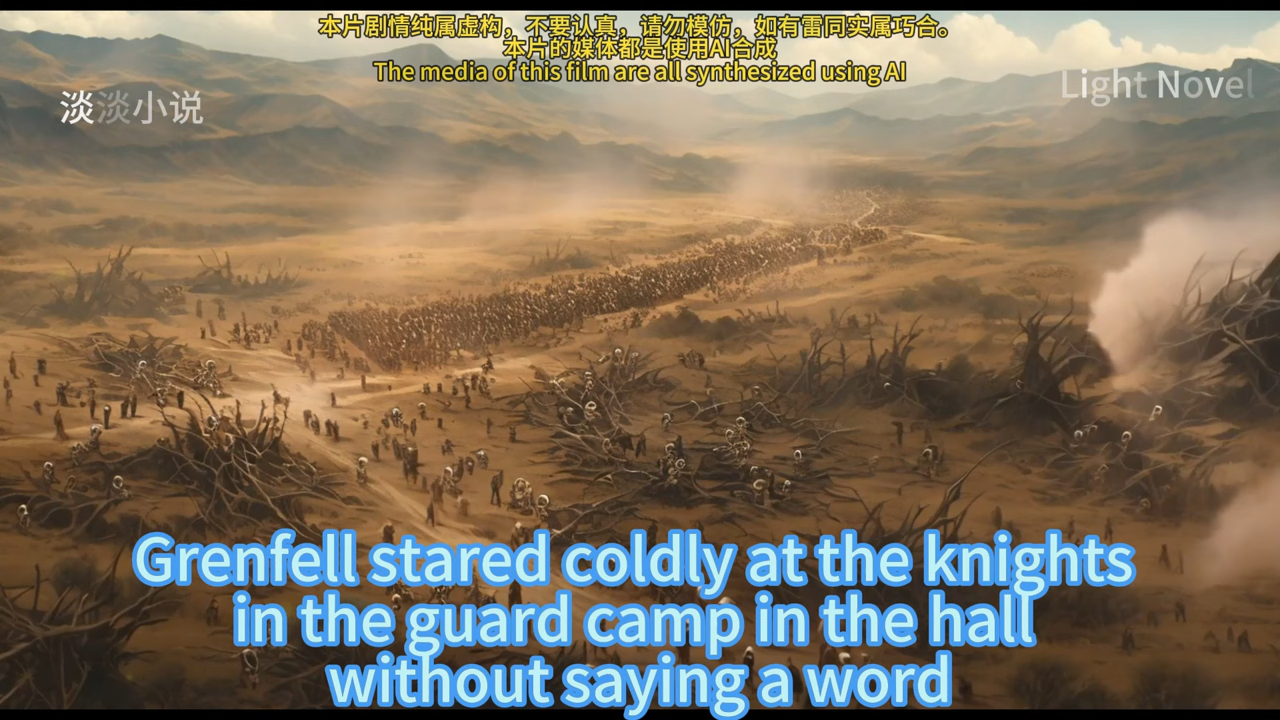 本片剧情纯属虚构，不要认真，请勿模仿，如有雷同实属巧合。
本片的媒体都是使用AI合成
The media of this film are all synthesized using AI
淡淡小说
Light Novel
Grenfell stared coldly at the knights
in the guard camp in the hall
without saying a word